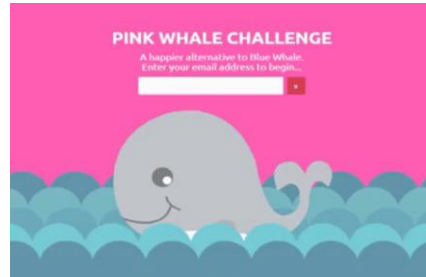 PINK WHALE CHALLENGE
A happier alternative to Blue Whale.
Enter your email address to begin...